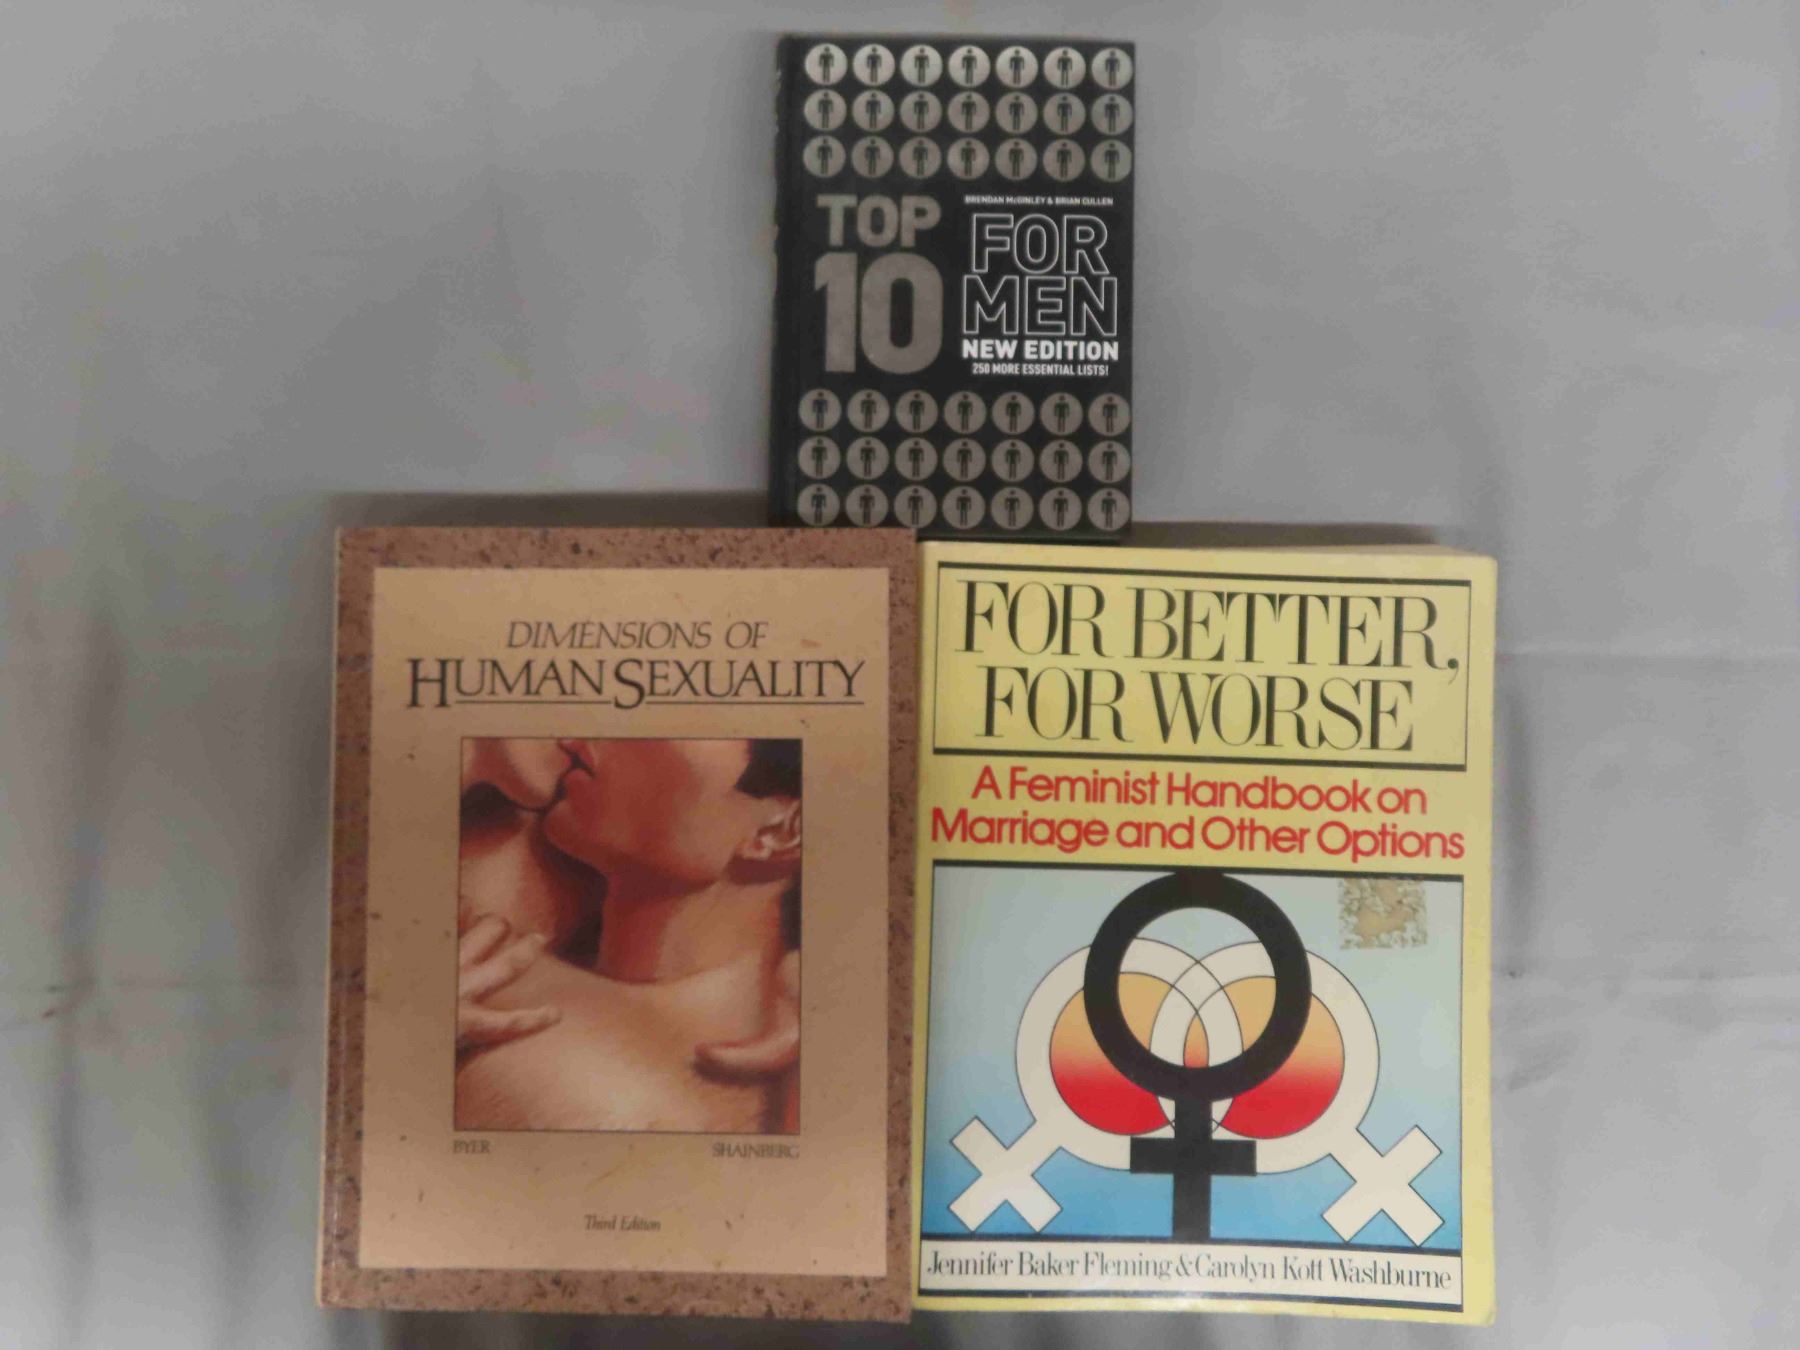 BRENDAN McGINLEY & BRIAN CULLEN
TOP
10
FOR
MEN
NEW EDITION
250 MORE ESSENTIAL LISTS!
DIMENSIONS OF
HUMAN SEXUALITY
BYER SHAINBERG
Third Edition
FOR BETTER,
FOR WORSE
A Feminist Handbook on
Marriage and Other Options
Jennifer Baker Fleming & Carolyn Kott Washburne